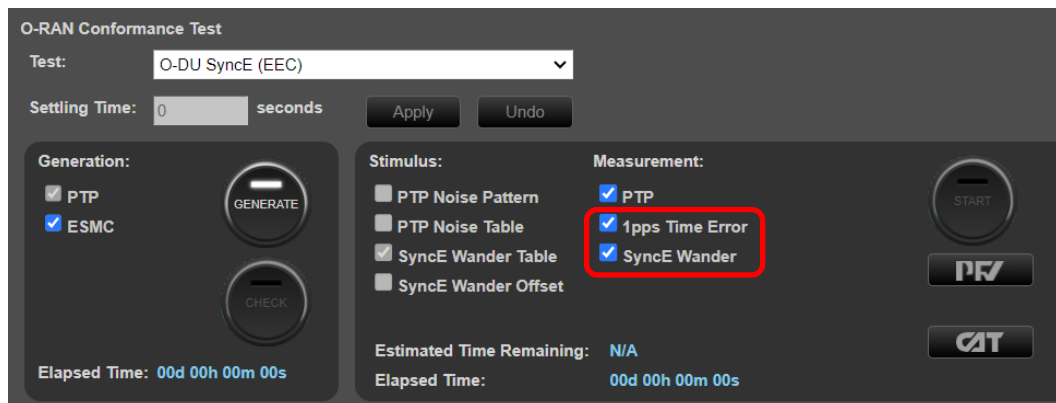 O-RAN Conformance Test
Test: O-DU SyncE (EEC)
Settling Time: 0 seconds Apply Undo
Generation:
PTP
ESMC
GENERATE
CHECK
Elapsed Time: 00d 00h 00m 00s
Stimulus:
PTP Noise Pattern
PTP Noise Table
SyncE Wander Table
SyncE Wander Offset
Measurement:
PTP
1pps Time Error
SyncE Wander
Estimated Time Remaining: N/A
Elapsed Time: 00d 00h 00m 00s
START
PFV
CAT